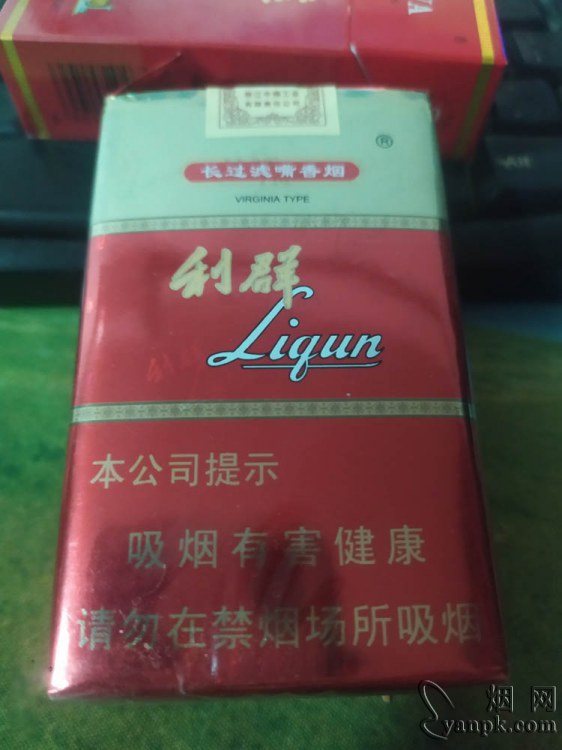 长过滤嘴香烟
®
VIRGINIA TYPE
利群
Liqun
本公司提示
吸烟有害健康
请勿在禁烟场所吸烟
烟网
yanpk.com